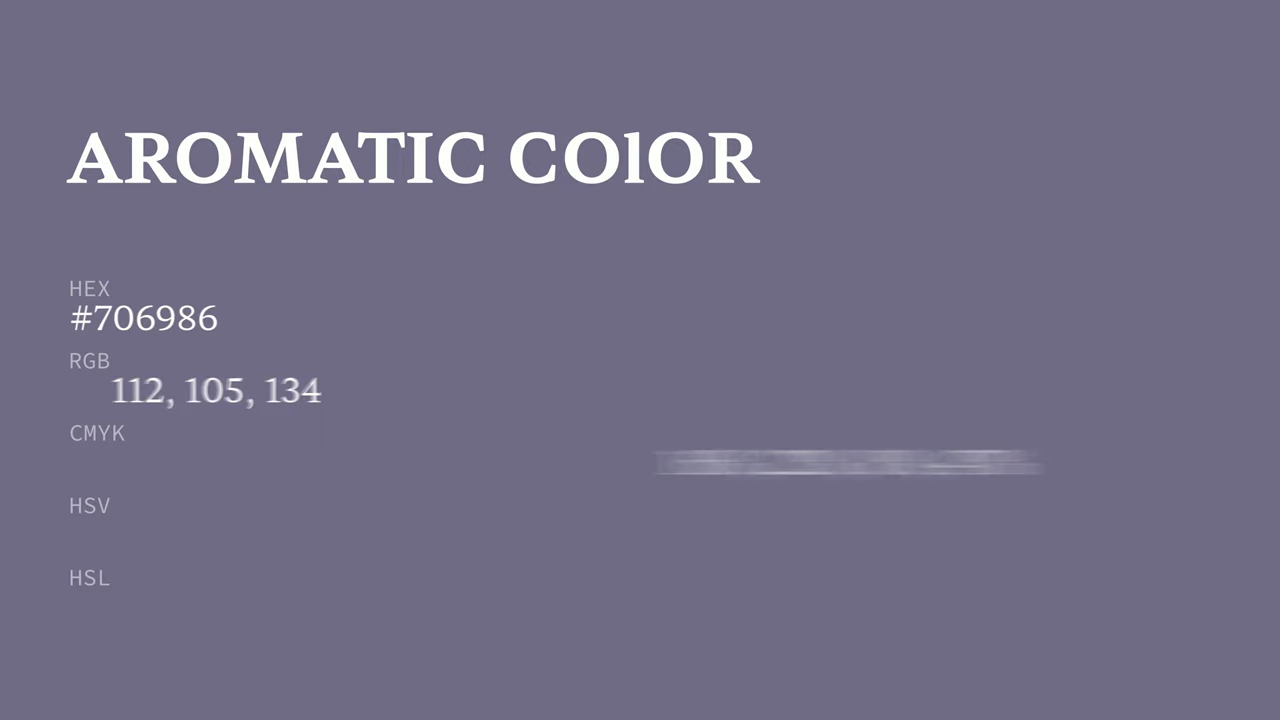 AROMATIC COlOR
HEX
#706986
RGB
112, 105, 134
CMYK
HSV
HSL